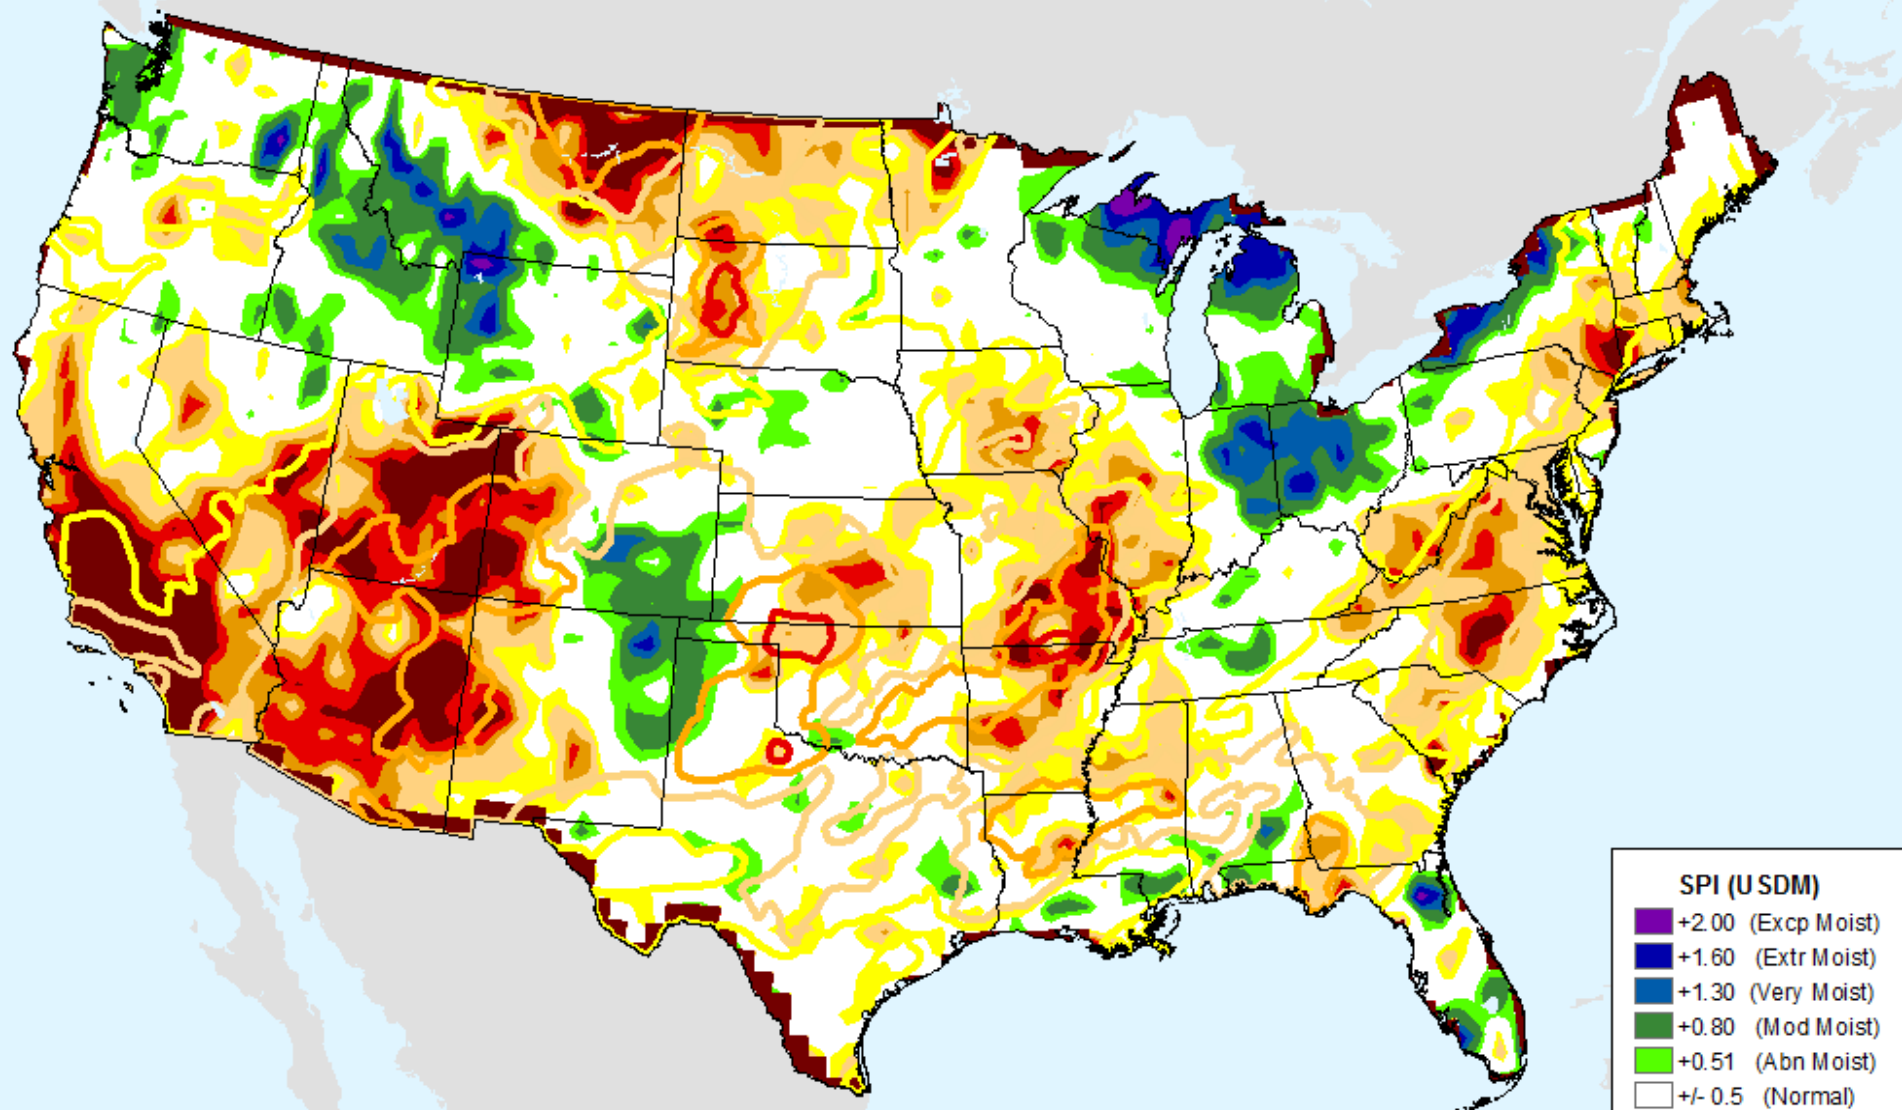 SPI (USDM)
+2.00 (Excp Moist)
+1.60 (Extr Moist)
+1.30 (Very Moist)
+0.80 (Mod Moist)
+0.51 (Abn Moist)
+/- 0.5 (Normal)